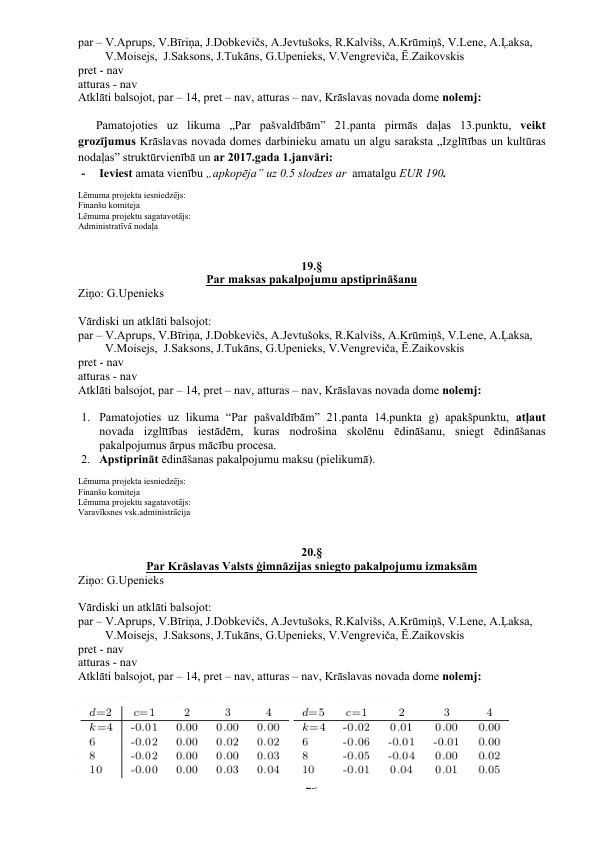 par – V.Aprups, V.Bīriņa, J.Dobkevičs, A.Jevtušoks, R.Kalvišs, A.Krūmiņš, V.Lene, A.Ļaksa,
V.Moisejs, J.Saksons, J.Tukāns, G.Upenieks, V.Vengreviča, Ē.Zaikovskis
pret - nav
atturas - nav
Atklāti balsojot, par – 14, pret – nav, atturas – nav, Krāslavas novada dome nolemj:
Pamatojoties uz likuma „Par pašvaldībām” 21.panta pirmās daļas 13.punktu, veikt
grozījumus Krāslavas novada domes darbinieku amatu un algu saraksta „Izglītības un kultūras
nodaļas” struktūrvienībā un ar 2017.gada 1.janvāri:
- Ieviest amata vienību „apkopēja” uz 0.5 slodzes ar amatalgu EUR 190.
Lēmuma projekta iesniedzējs:
Finanšu komiteja
Lēmuma projektu sagatavotājs:
Administratīvā nodaļa
19.§
Par maksas pakalpojumu apstiprināšanu
Ziņo: G.Upenieks
Vārdiski un atklāti balsojot:
par – V.Aprups, V.Bīriņa, J.Dobkevičs, A.Jevtušoks, R.Kalvišs, A.Krūmiņš, V.Lene, A.Ļaksa,
V.Moisejs, J.Saksons, J.Tukāns, G.Upenieks, V.Vengreviča, Ē.Zaikovskis
pret - nav
atturas - nav
Atklāti balsojot, par – 14, pret – nav, atturas – nav, Krāslavas novada dome nolemj:
1. Pamatojoties uz likuma “Par pašvaldībām” 21.panta 14.punkta g) apakšpunktu, atļaut
novada izglītības iestādēm, kuras nodrošina skolēnu ēdināšanu, sniegt ēdināšanas
pakalpojumus ārpus mācību procesa.
2. Apstiprināt ēdināšanas pakalpojumu maksu (pielikumā).
Lēmuma projekta iesniedzējs:
Finanšu komiteja
Lēmuma projektu sagatavotājs:
Varavīksnes vsk.administrācija
20.§
Par Krāslavas Valsts ģimnāzijas sniegto pakalpojumu izmaksām
Ziņo: G.Upenieks
Vārdiski un atklāti balsojot:
par – V.Aprups, V.Bīriņa, J.Dobkevičs, A.Jevtušoks, R.Kalvišs, A.Krūmiņš, V.Lene, A.Ļaksa,
V.Moisejs, J.Saksons, J.Tukāns, G.Upenieks, V.Vengreviča, Ē.Zaikovskis
pret - nav
atturas - nav
Atklāti balsojot, par – 14, pret – nav, atturas – nav, Krāslavas novada dome nolemj:
d=2 c=1 2 3 4 d=5 c=1 2 3 4
k=4 -0.01 0.00 0.00 0.00 k=4 -0.02 0.01 0.00 0.00
6 -0.02 0.00 0.02 0.02 6 -0.06 -0.01 -0.01 0.00
8 -0.02 0.00 0.00 0.03 8 -0.05 -0.04 0.00 0.02
10 -0.00 0.00 0.03 0.04 10 -0.01 0.04 0.01 0.05